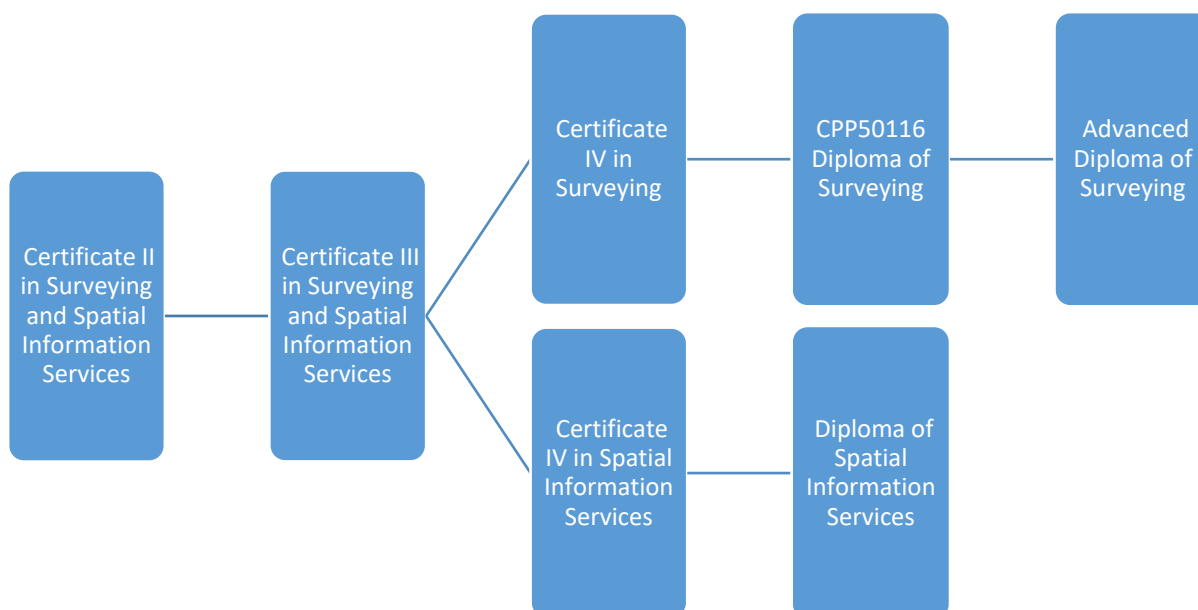 Certificate II
in Surveying
and Spatial
Information
Services
Certificate III
in Surveying
and Spatial
Information
Services
Certificate
IV in
Surveying
CPP50116
Diploma of
Surveying
Advanced
Diploma of
Surveying
Certificate
IV in Spatial
Information
Services
Diploma of
Spatial
Information
Services